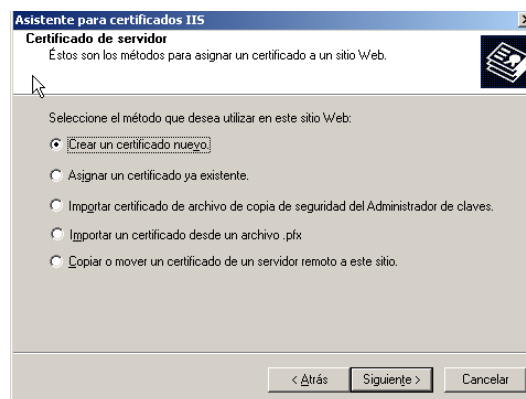 Asistente para certificados IIS
Certificado de servidor
Éstos son los métodos para asignar un certificado a un sitio Web.
Seleccione el método que desea utilizar en este sitio Web:
Crear un certificado nuevo.
Asignar un certificado ya existente.
Importar certificado de archivo de copia de seguridad del Administrador de claves.
Importar un certificado desde un archivo .pfx
Copiar o mover un certificado de un servidor remoto a este sitio.
< Atrás Siguiente > Cancelar